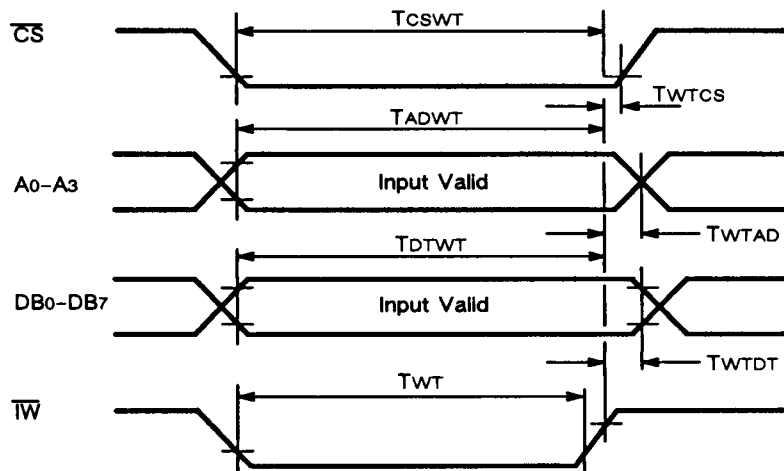 CS
TCSWT
TWTCS
TADWT
A0-A3
Input Valid
TWTAD
TDTWT
DB0-DB7
Input Valid
TWTDT
TWT
IW